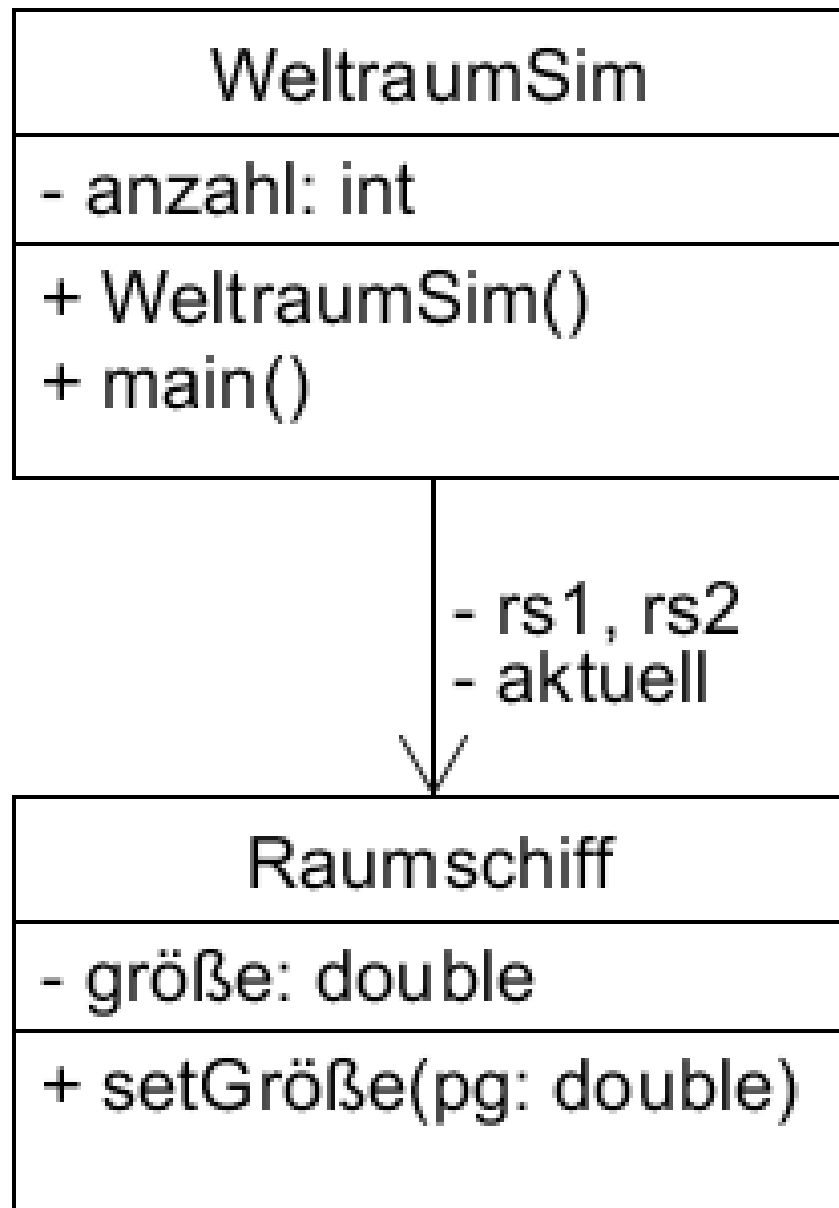 WeltraumSim
- anzahl: int
+ WeltraumSim()
+ main()
- rs1, rs2
- aktuell
Raumschiff
- größe: double
+ setGröße(pg: double)